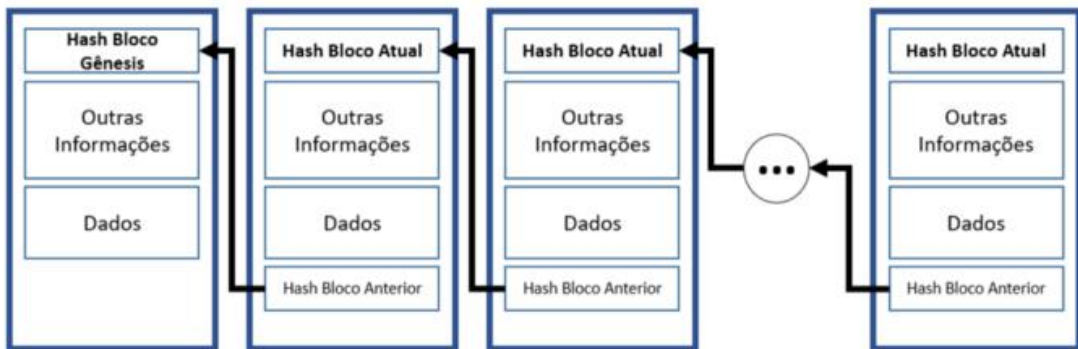 Hash Bloco
Gênesis
Outras
Informações
Dados
Hash Bloco Atual
Outras
Informações
Dados
Hash Bloco Anterior
Hash Bloco Atual
Outras
Informações
Dados
Hash Bloco Anterior
...
Hash Bloco Atual
Outras
Informações
Dados
Hash Bloco Anterior